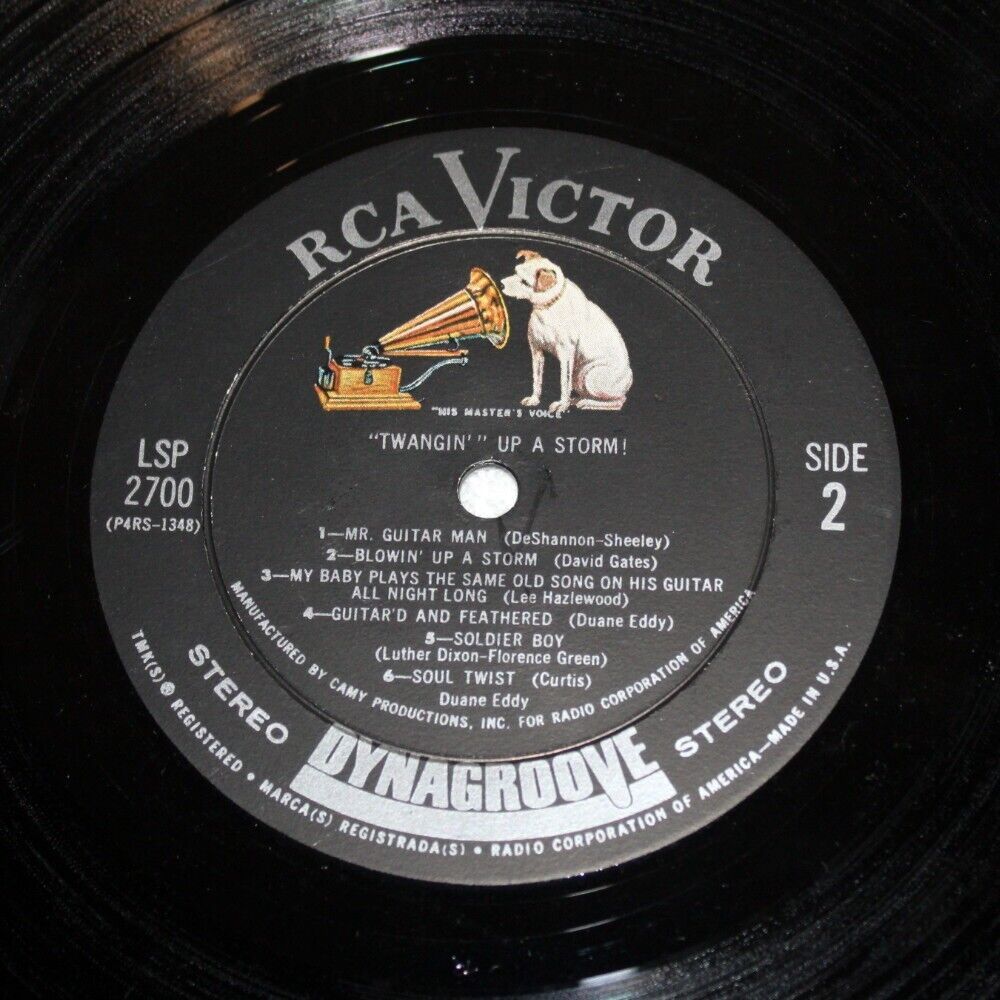 RCA VICTOR
"HIS MASTER'S VOICE"
"TWANGIN'" UP A STORM!
LSP
2700
(P4RS-1348)
SIDE
2
1—MR. GUITAR MAN (DeShannon-Sheeley)
2—BLOWIN' UP A STORM (David Gates)
3—MY BABY PLAYS THE SAME OLD SONG ON HIS GUITAR
ALL NIGHT LONG (Lee Hazlewood)
4—GUITAR'D AND FEATHERED (Duane Eddy)
5—SOLDIER BOY
(Luther Dixon-Florence Green)
6—SOUL TWIST (Curtis)
Duane Eddy
MANUFACTURED BY CAMY PRODUCTIONS, INC. FOR RADIO CORPORATION OF AMERICA
STEREO
STEREO
DYNAGROOVE
TMK(S)® REGISTERED • MARCA(S) REGISTRADA(S) • RADIO CORPORATION OF AMERICA—MADE IN U.S.A.